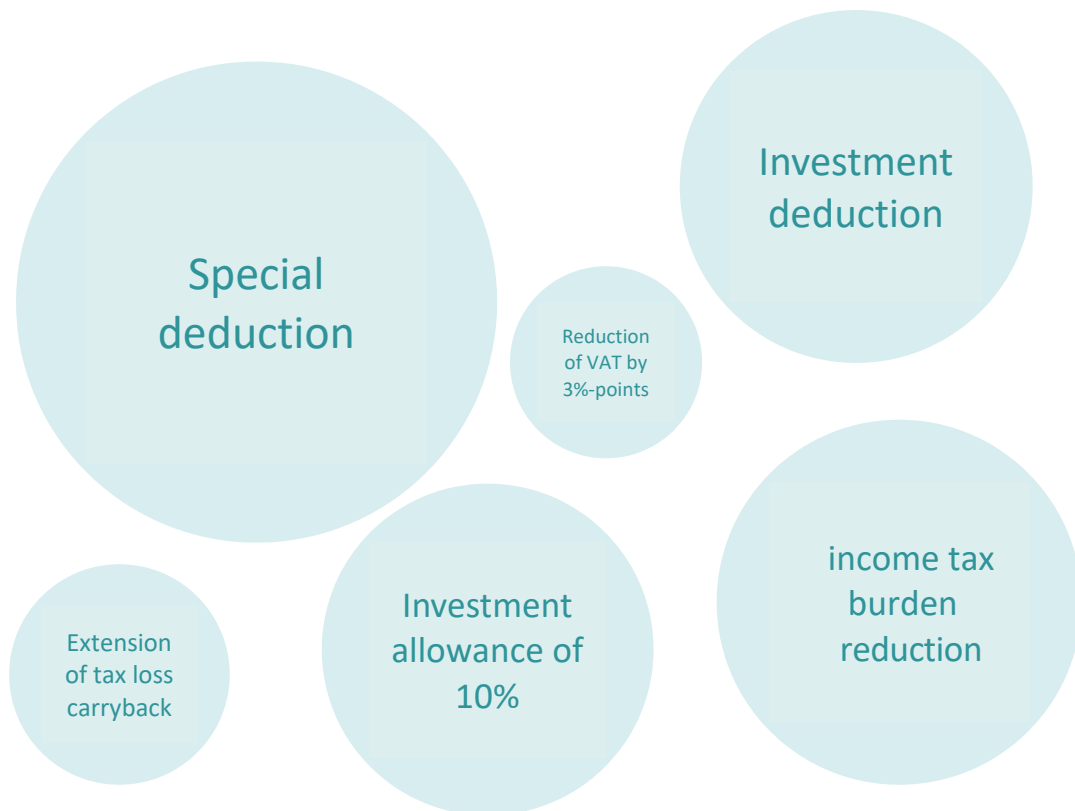 Special
deduction
Investment
deduction
Reduction
of VAT by
3%-points
Extension
of tax loss
carryback
Investment
allowance of
10%
income tax
burden
reduction